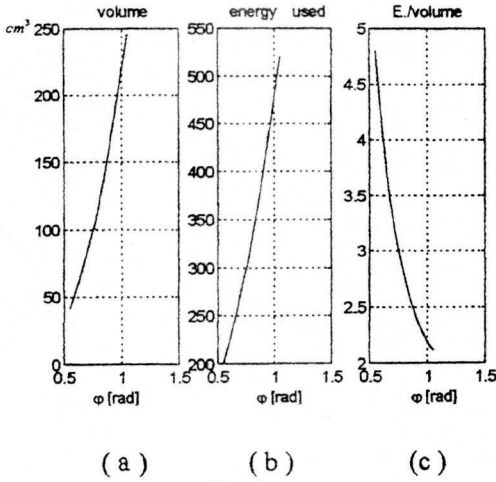 volume
energy used
E./volume
cm³
250
200
150
100
50
0
0.5 1 1.5
φ [rad]
550
500
450
400
350
300
250
200
0.5 1 1.5
φ [rad]
5
4.5
4
3.5
3
2.5
2
0.5 1 1.5
φ [rad]
( a )
( b )
(c)